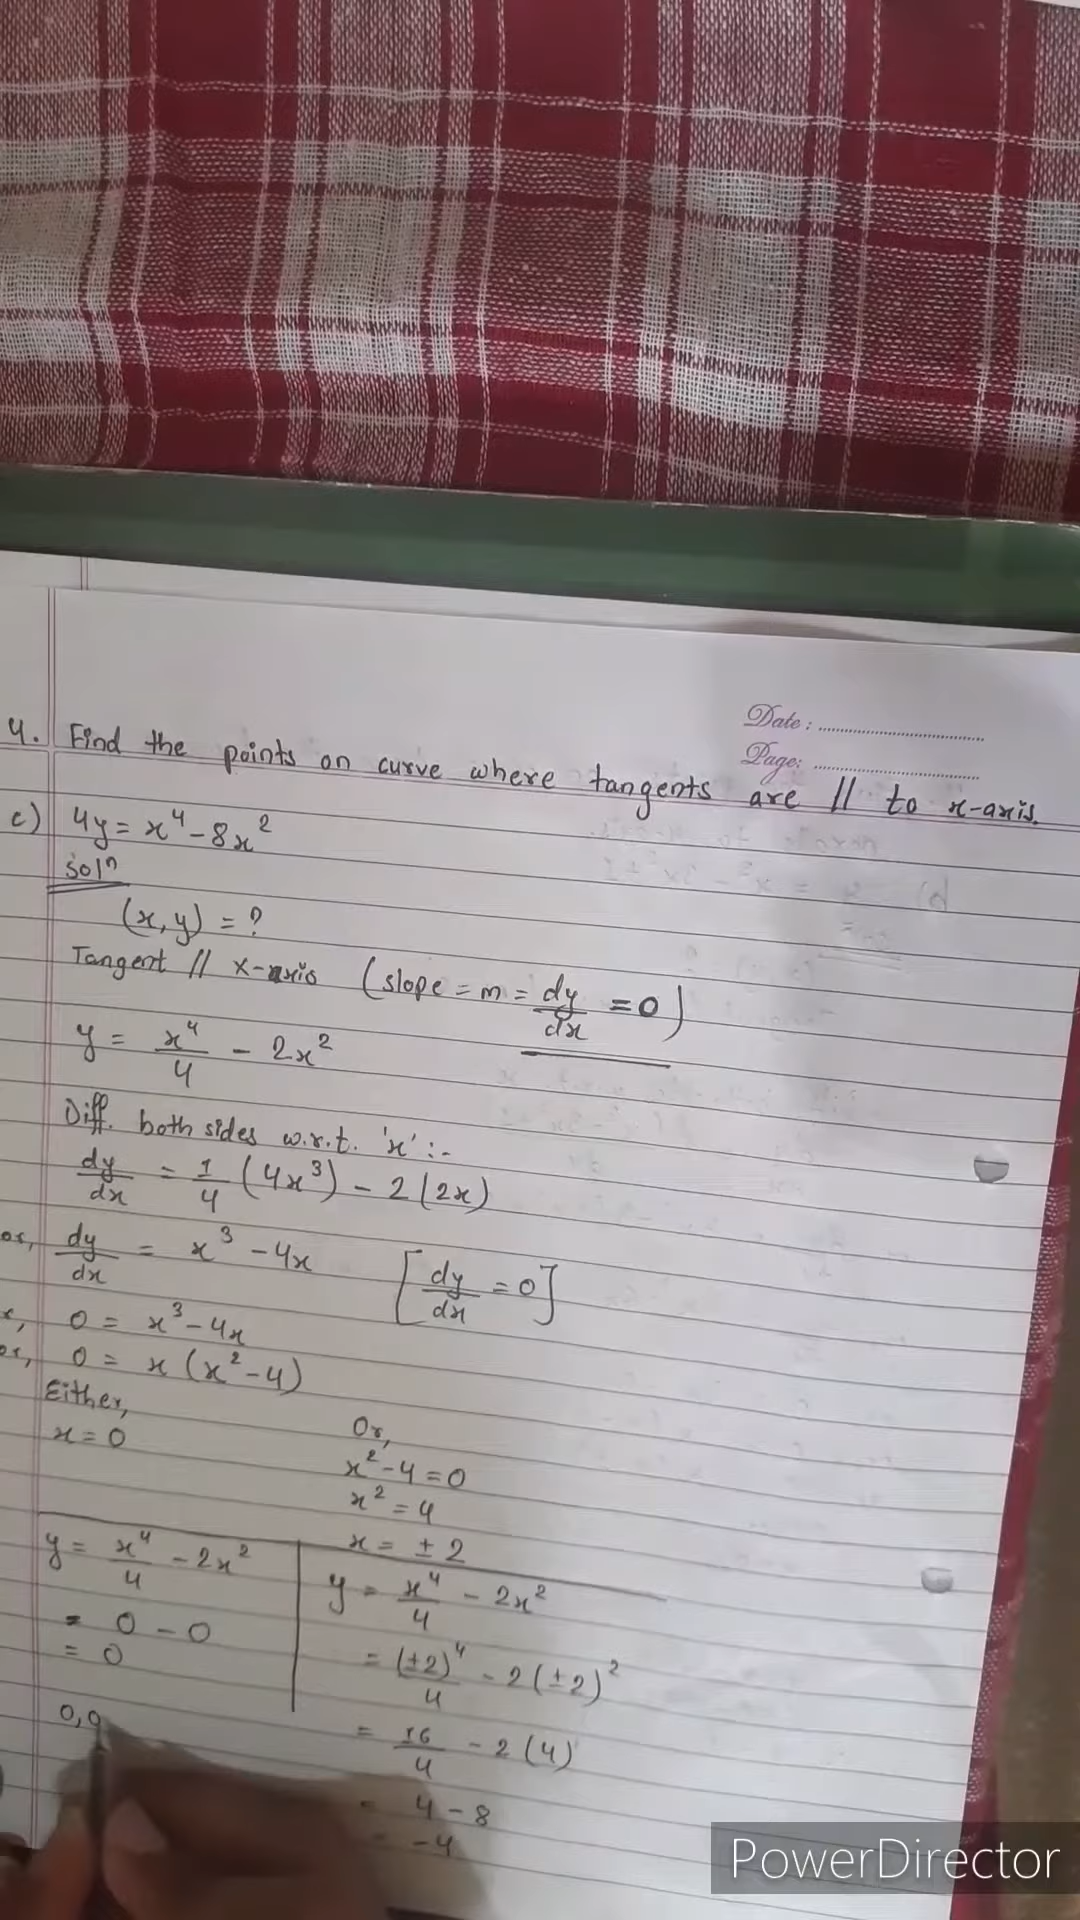 Date :
Page:
4. Find the points on curve where tangents are // to x-axis.
c) 4y = x⁴ - 8x²
Solⁿ
(x, y) = ?
Tangent // x-axis (slope = m = dy/dx = 0)
y = x⁴/4 - 2x²
Diff. both sides w.r.t. 'x' :-
dy/dx = 1/4 (4x³) - 2 (2x)
or, dy/dx = x³ - 4x [dy/dx = 0]
0 = x³ - 4x
or, 0 = x (x² - 4)
Either,
x = 0
Or,
x² - 4 = 0
x² = 4
x = ± 2
y = x⁴/4 - 2x²
= 0 - 0
= 0
0, 0
y = x⁴/4 - 2x²
= (±2)⁴/4 - 2 (±2)²
= 16/4 - 2 (4)
= 4 - 8
= -4
PowerDirector